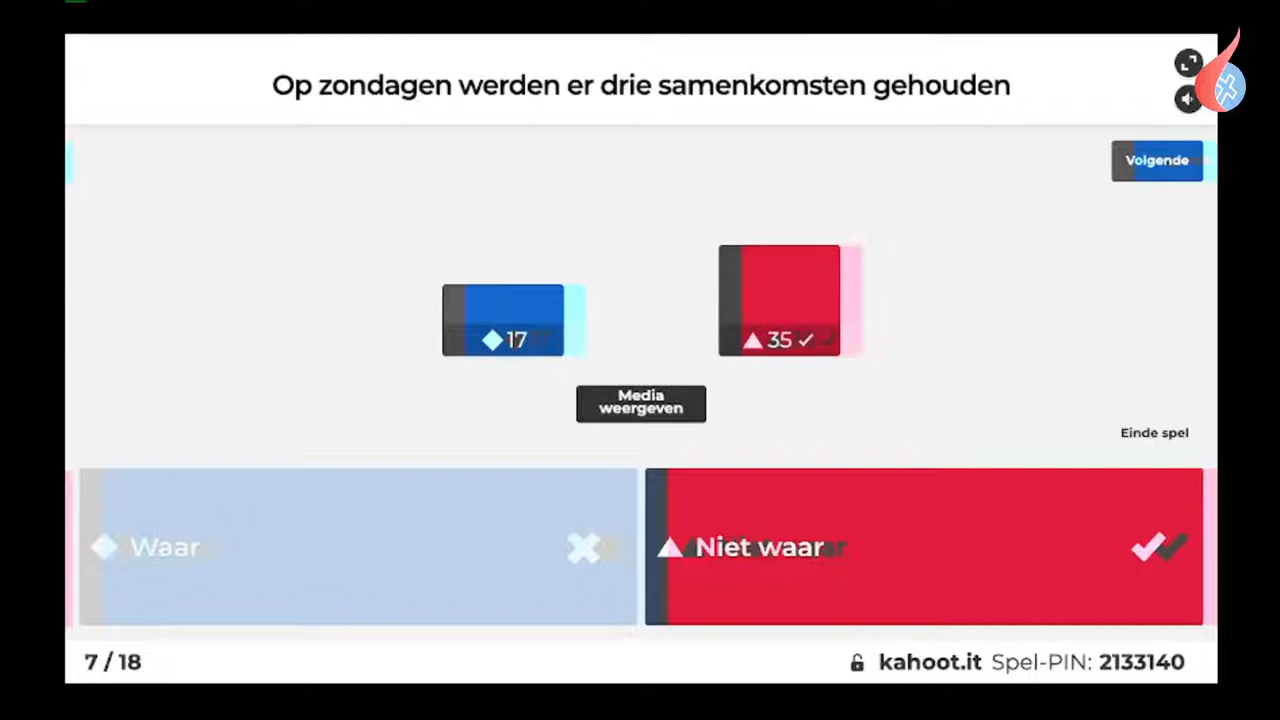 Op zondagen werden er drie samenkomsten gehouden
Volgende
17
35
Media
weergeven
Einde spel
Waar
Niet waar
7 / 18
kahoot.it Spel-PIN: 2133140